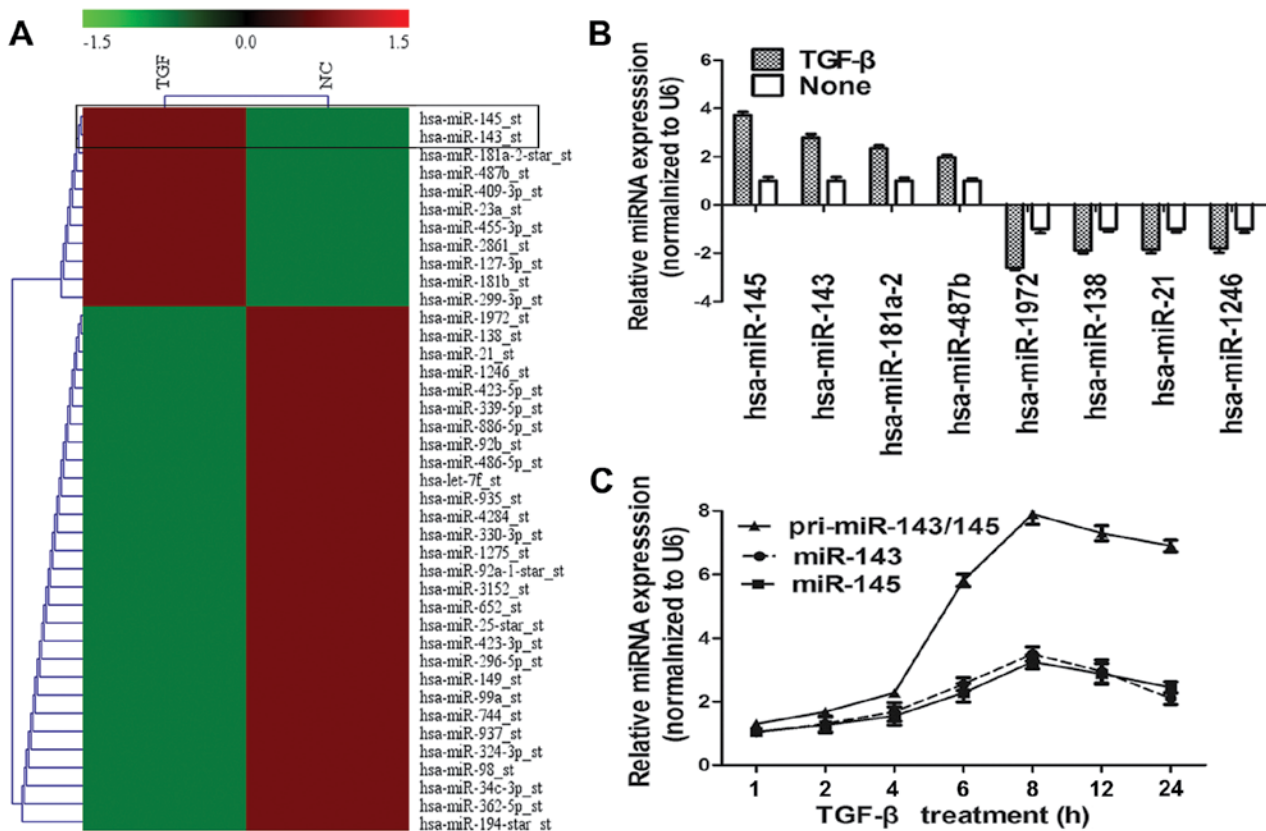 A
-1.5 0.0 1.5
TGF
NC
hsa-miR-145_st
hsa-miR-143_st
hsa-miR-181a-2-star_st
hsa-miR-487b_st
hsa-miR-409-3p_st
hsa-miR-23a_st
hsa-miR-455-3p_st
hsa-miR-2861_st
hsa-miR-127-3p_st
hsa-miR-181b_st
hsa-miR-299-3p_st
hsa-miR-1972_st
hsa-miR-138_st
hsa-miR-21_st
hsa-miR-1246_st
hsa-miR-423-5p_st
hsa-miR-339-5p_st
hsa-miR-886-5p_st
hsa-miR-92b_st
hsa-miR-486-5p_st
hsa-let-7f_st
hsa-miR-935_st
hsa-miR-4284_st
hsa-miR-330-3p_st
hsa-miR-1275_st
hsa-miR-92a-1-star_st
hsa-miR-3152_st
hsa-miR-652_st
hsa-miR-25-star_st
hsa-miR-423-3p_st
hsa-miR-296-5p_st
hsa-miR-149_st
hsa-miR-99a_st
hsa-miR-744_st
hsa-miR-937_st
hsa-miR-324-3p_st
hsa-miR-98_st
hsa-miR-34c-3p_st
hsa-miR-362-5p_st
hsa-miR-194-star_st
B
Relative miRNA expresssion
(normalnized to U6)
6
4
2
0
-2
-4
TGF-β
None
hsa-miR-145
hsa-miR-143
hsa-miR-181a-2
hsa-miR-487b
hsa-miR-1972
hsa-miR-138
hsa-miR-21
hsa-miR-1246
C
Relative miRNA expresssion
(normalnized to U6)
8
6
4
2
0
pri-miR-143/145
miR-143
miR-145
1 2 4 6 8 12 24
TGF-β treatment (h)